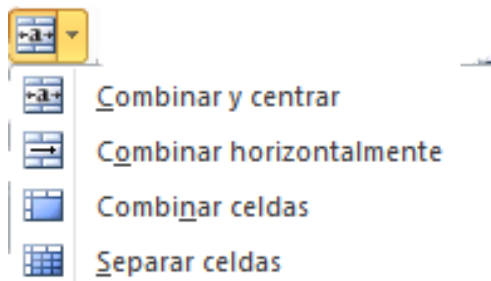 a
a Combinar y centrar
Combinar horizontalmente
Combinar celdas
Separar celdas